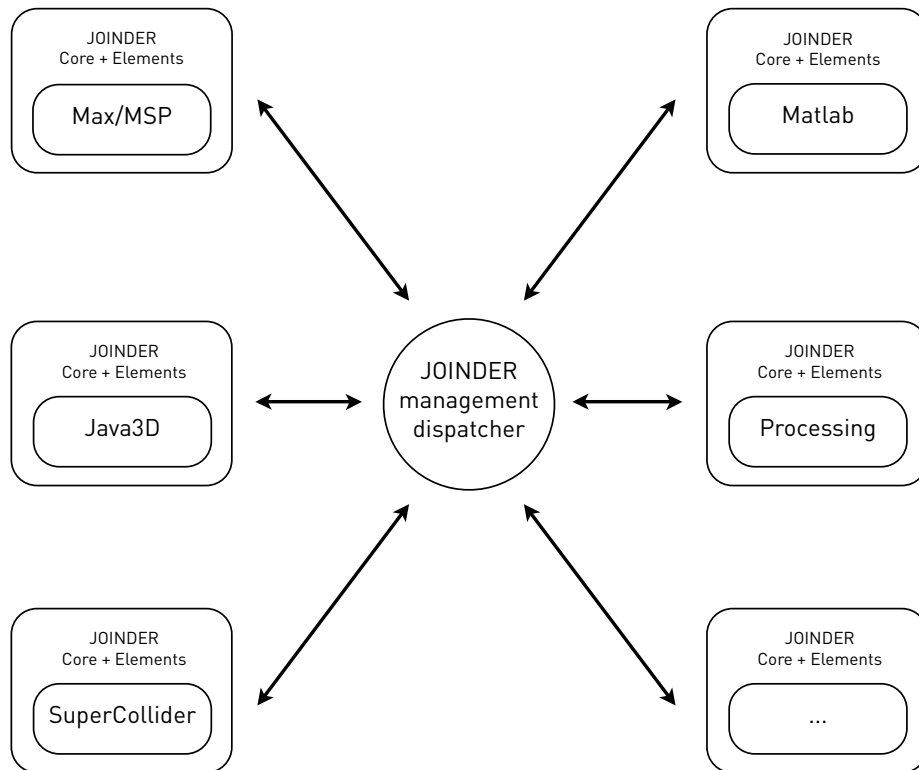 JOINDER
Core + Elements
Max/MSP
JOINDER
Core + Elements
Matlab
JOINDER
Core + Elements
Java3D
JOINDER
management
dispatcher
JOINDER
Core + Elements
Processing
JOINDER
Core + Elements
SuperCollider
JOINDER
Core + Elements
...